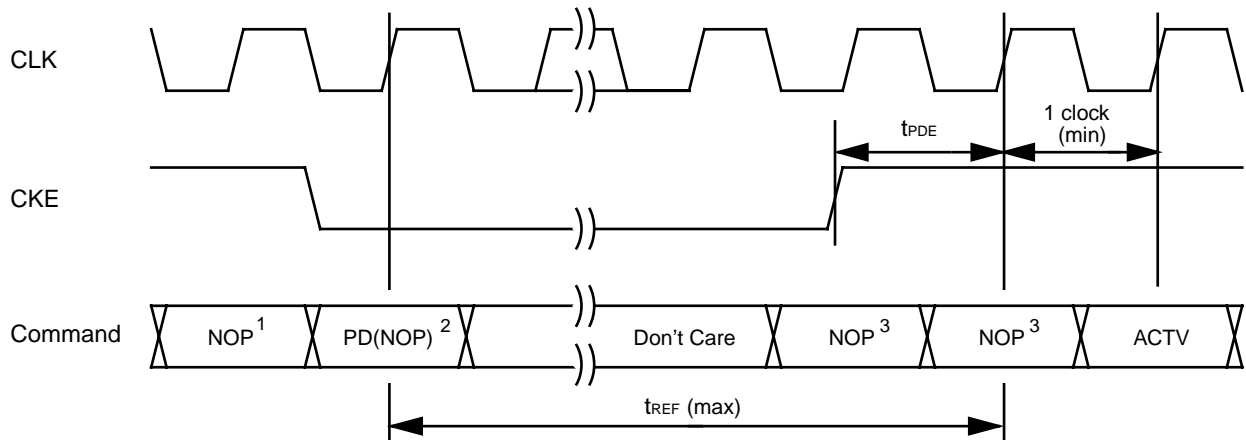 CLK
1 clock
(min)
tPDE
CKE
Command
NOP 1
PD(NOP) 2
Don't Care
NOP 3
NOP 3
ACTV
tREF (max)